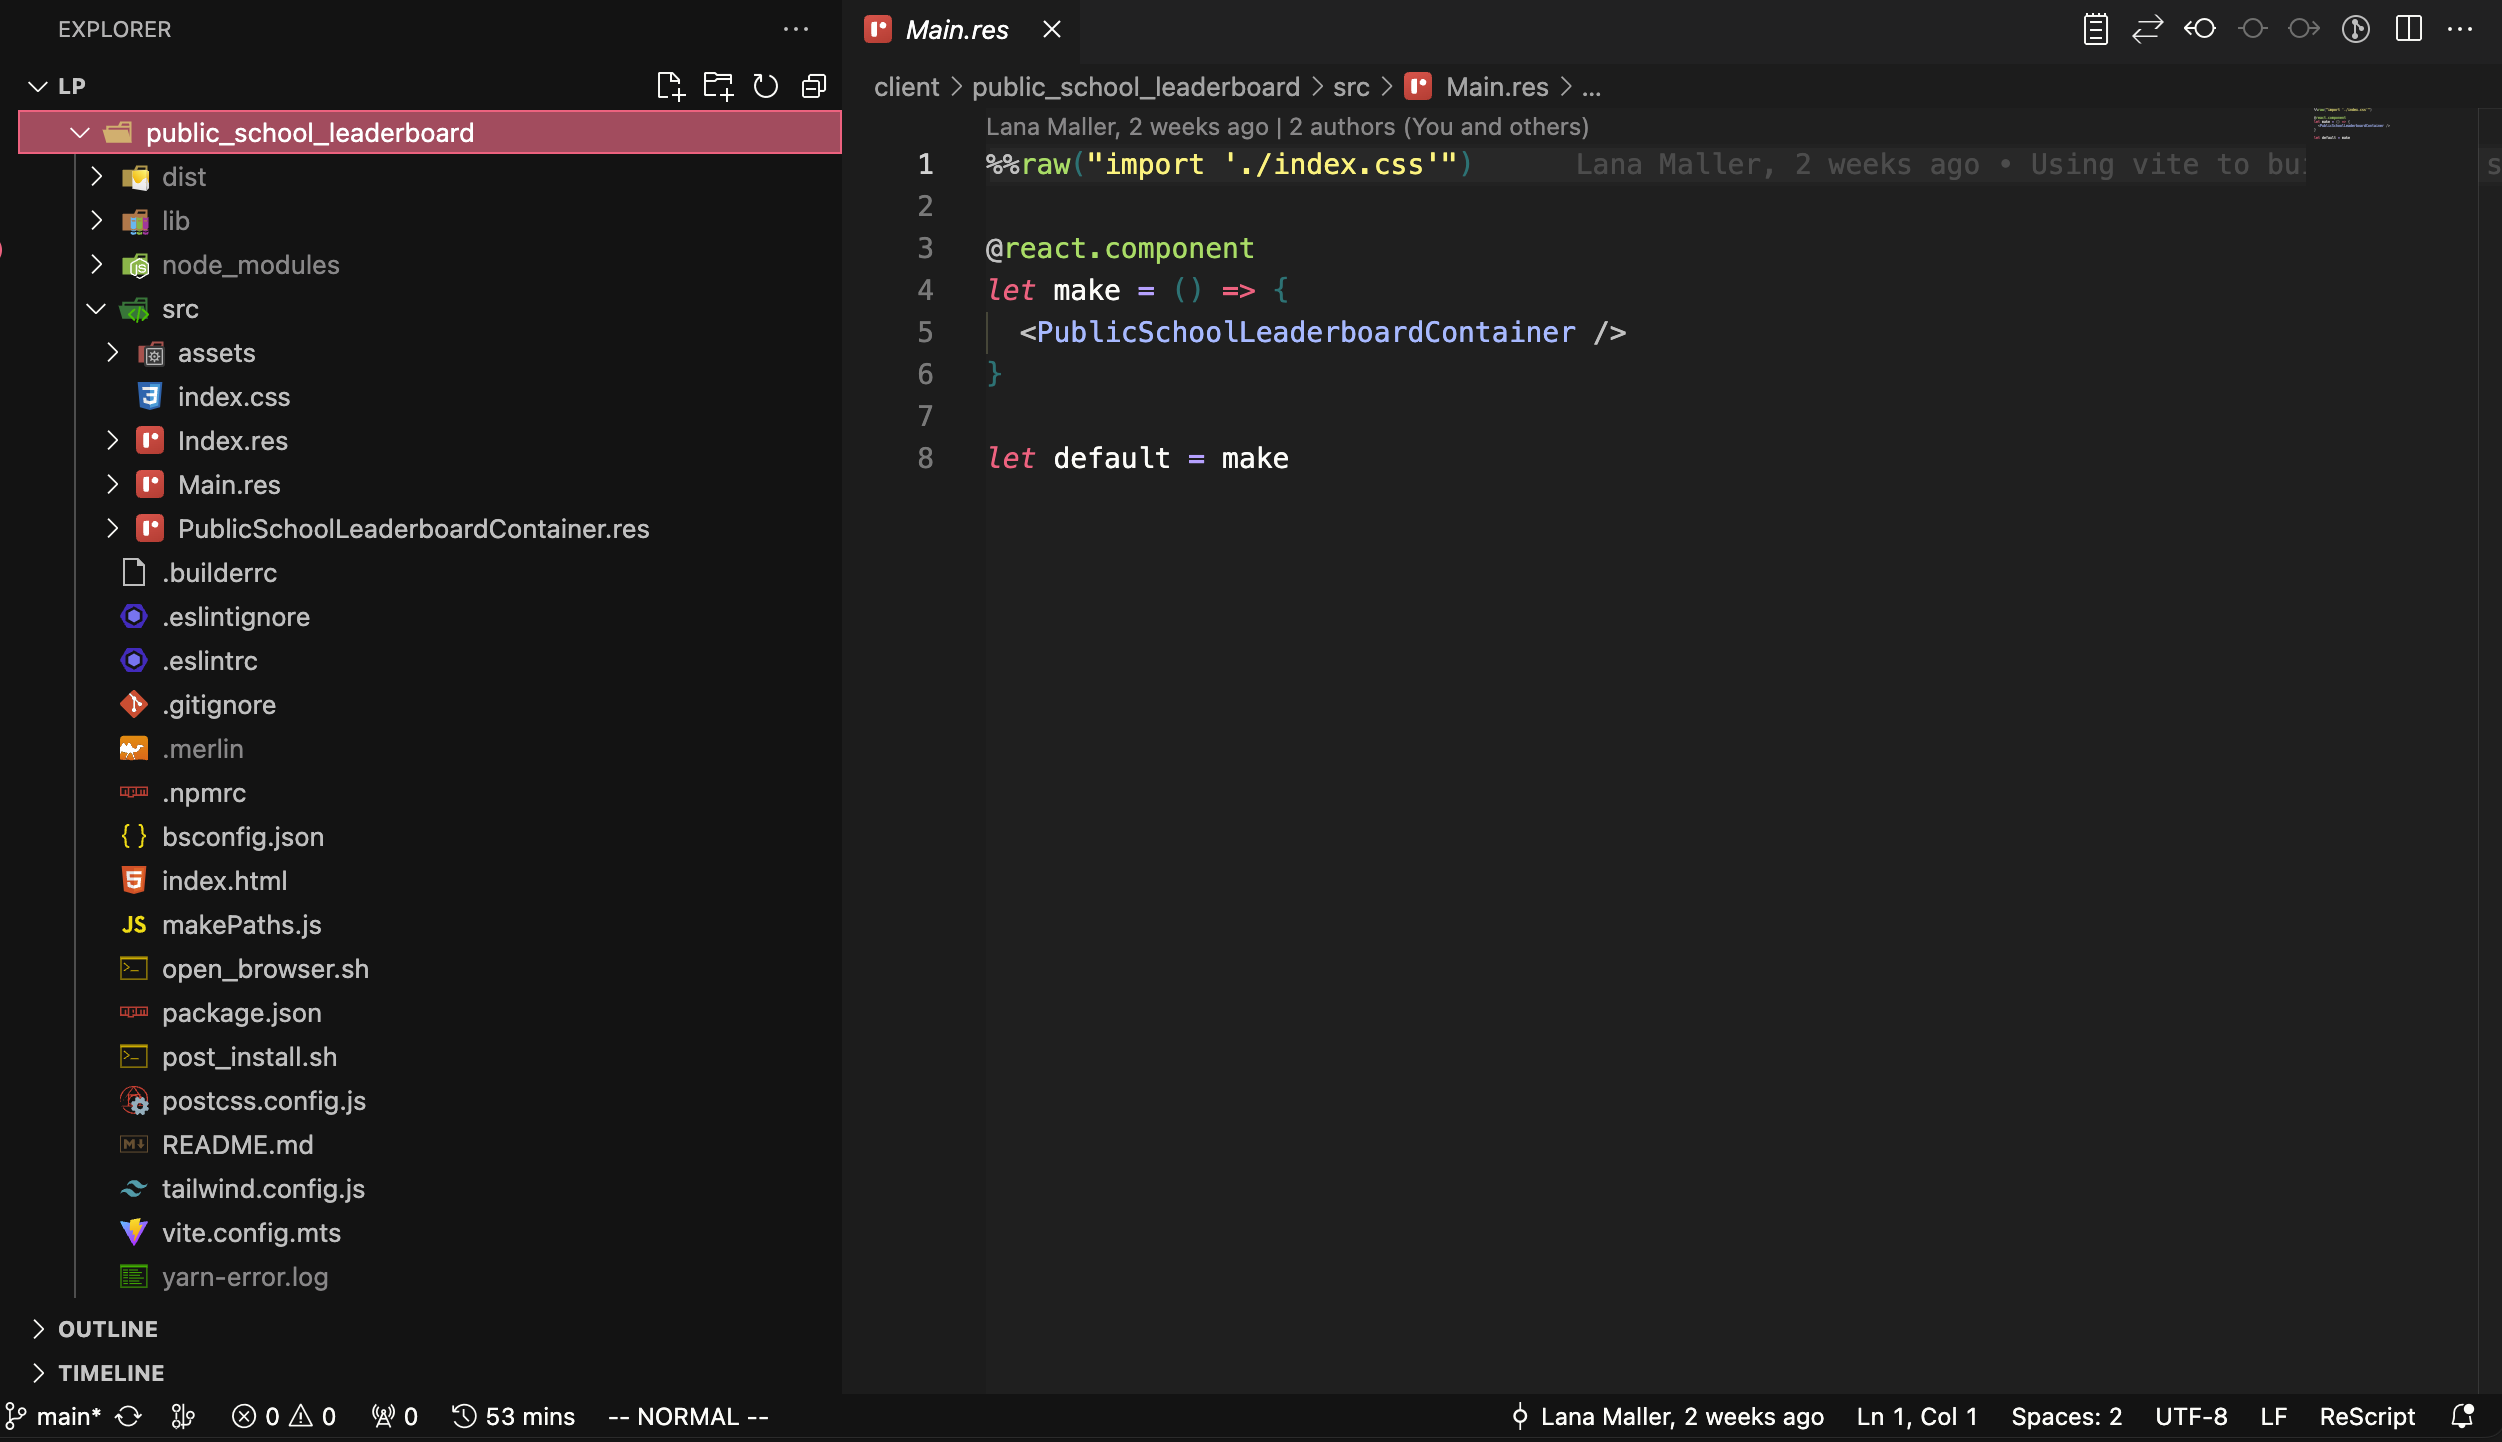 EXPLORER
LP
public_school_leaderboard
dist
lib
node_modules
src
assets
index.css
Index.res
Main.res
PublicSchoolLeaderboardContainer.res
.builderrc
.eslintignore
.eslintrc
.gitignore
.merlin
.npmrc
bsconfig.json
index.html
makePaths.js
open_browser.sh
package.json
post_install.sh
postcss.config.js
README.md
tailwind.config.js
vite.config.mts
yarn-error.log
OUTLINE
TIMELINE
Main.res
client > public_school_leaderboard > src > Main.res > ...
Lana Maller, 2 weeks ago | 2 authors (You and others)
1 %%raw("import './index.css'") Lana Maller, 2 weeks ago • Using vite to bui
2
3 @react.component
4 let make = () => {
5 <PublicSchoolLeaderboardContainer />
6 }
7
8 let default = make
main* 0 0 0 53 mins -- NORMAL -- Lana Maller, 2 weeks ago Ln 1, Col 1 Spaces: 2 UTF-8 LF ReScript